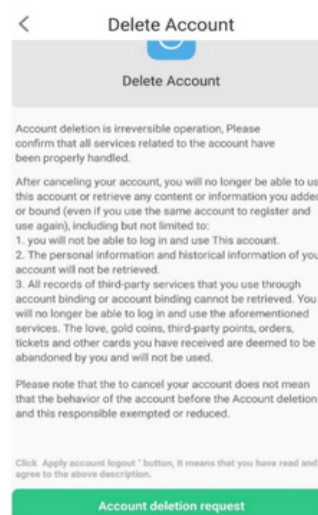 Delete Account
Delete Account
Account deletion is irreversible operation, Please
confirm that all services related to the account have
been properly handled.
After canceling your account, you will no longer be able to us
this account or retrieve any content or information you added
or bound (even if you use the same account to register and
use again), including but not limited to:
1. you will not be able to log in and use This account.
2. The personal information and historical information of you
account will not be retrieved.
3. All records of third-party services that you use through
account binding or account binding cannot be retrieved. You
will no longer be able to log in and use the aforementioned
services. The love, gold coins, third-party points, orders,
tickets and other cards you have received are deemed to be
abandoned by you and will not be used.
Please note that the to cancel your account does not mean
that the behavior of the account before the Account deletion
and this responsible exempted or reduced.
Click Apply account logout " button, it means that you have read and
agree to the above description.
Account deletion request